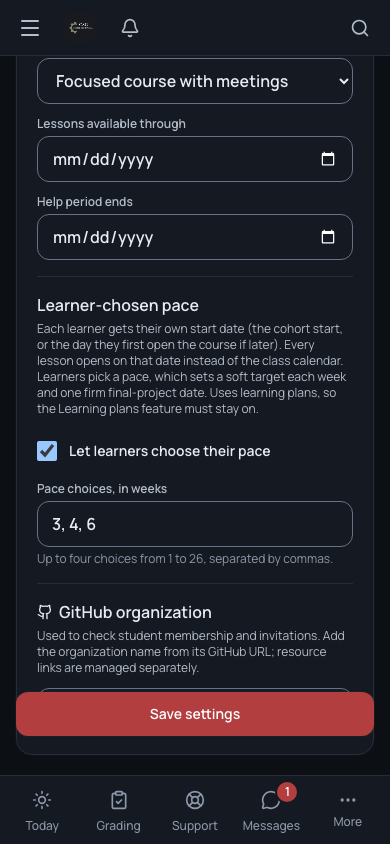 Focused course with meetings
Lessons available through
mm/dd/yyyy
Help period ends
mm/dd/yyyy
Learner-chosen pace
Each learner gets their own start date (the cohort start,
or the day they first open the course if later). Every
lesson opens on that date instead of the class calendar.
Learners pick a pace, which sets a soft target each week
and one firm final-project date. Uses learning plans, so
the Learning plans feature must stay on.
Let learners choose their pace
Pace choices, in weeks
3, 4, 6
Up to four choices from 1 to 26, separated by commas.
GitHub organization
Used to check student membership and invitations. Add
the organization name from its GitHub URL; resource
links are managed separately.
Save settings
1
Today Grading Support Messages More